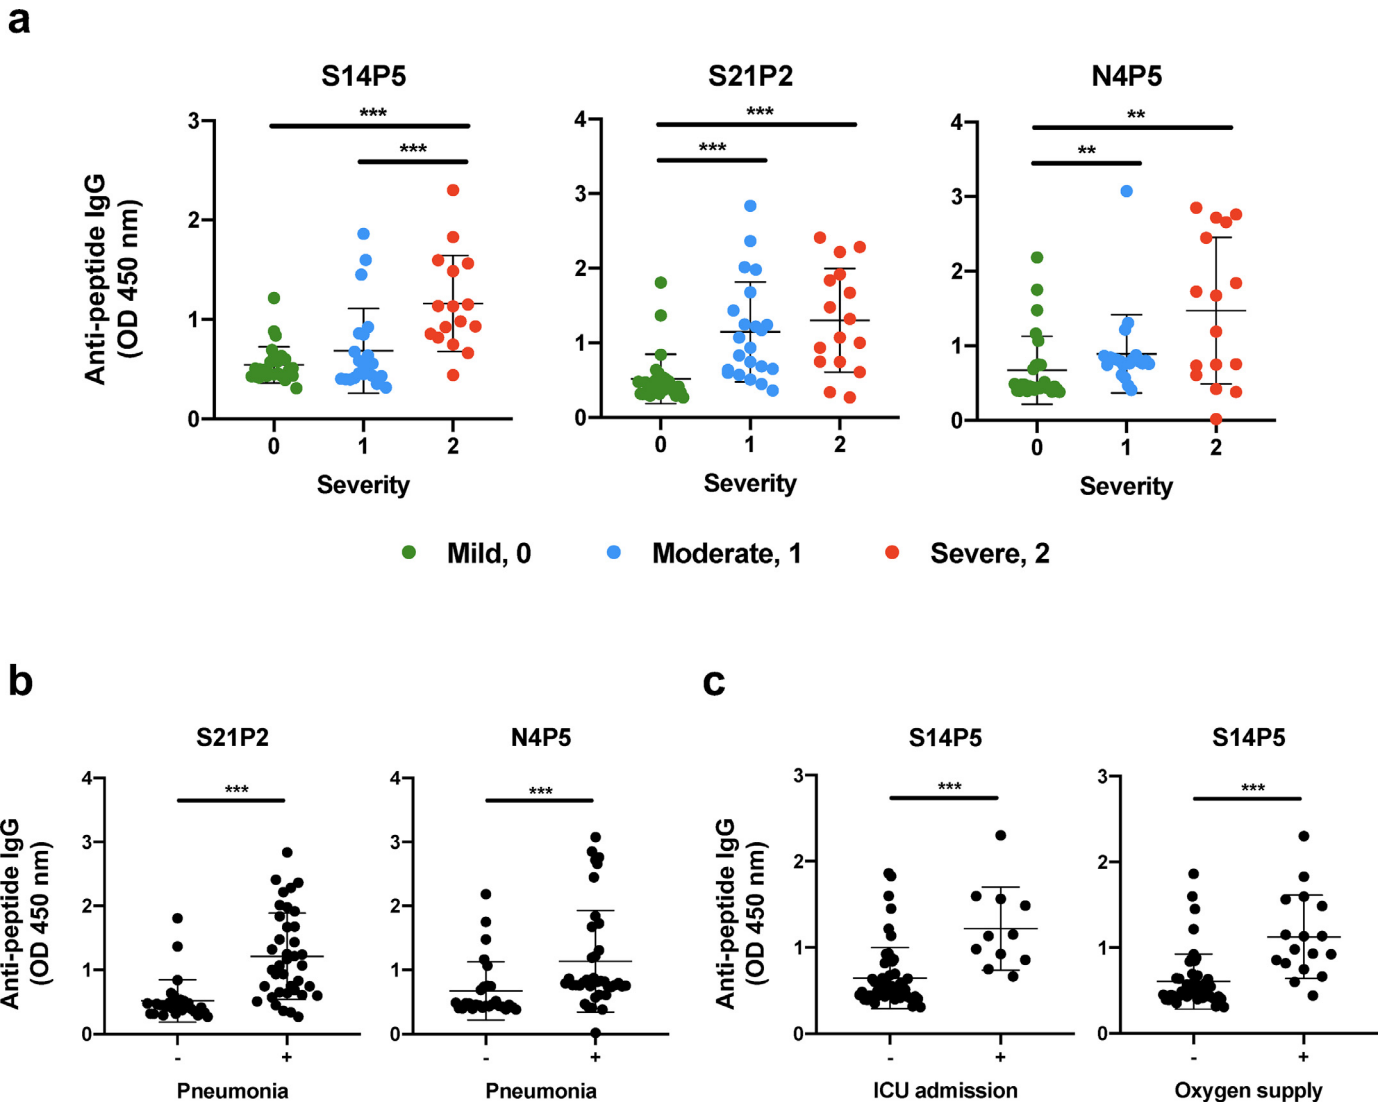 a
S14P5
S21P2
N4P5
Anti-peptide IgG
(OD 450 nm)
3
2
1
0
***
***
0 1 2
Severity
4
3
2
1
0
***
***
0 1 2
Severity
4
3
2
1
0
**
**
0 1 2
Severity
Mild, 0
Moderate, 1
Severe, 2
b
S21P2
N4P5
Anti-peptide IgG
(OD 450 nm)
4
3
2
1
0
***
- +
Pneumonia
4
3
2
1
0
***
- +
Pneumonia
c
S14P5
S14P5
Anti-peptide IgG
(OD 450 nm)
3
2
1
0
***
- +
ICU admission
3
2
1
0
***
- +
Oxygen supply